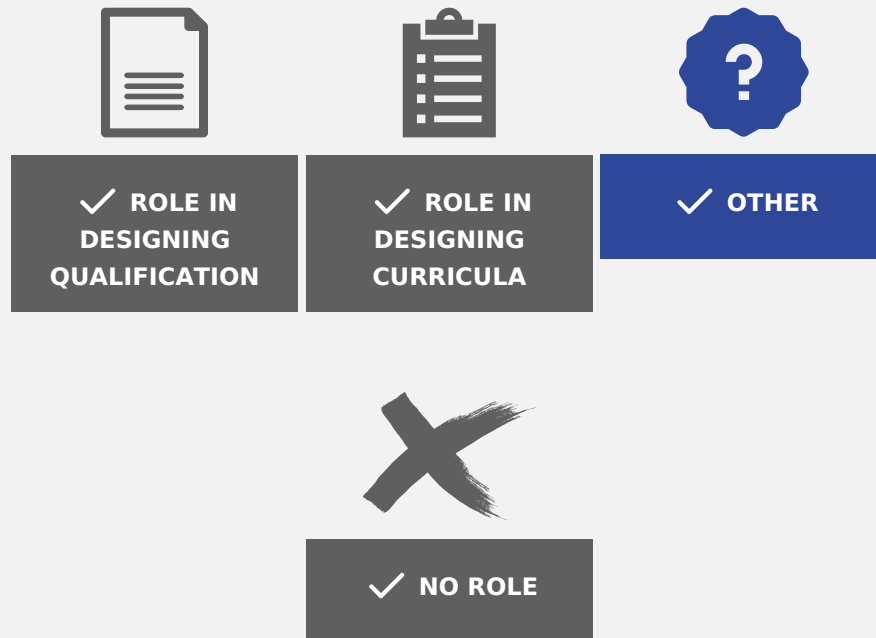 ✓ ROLE IN
DESIGNING
QUALIFICATION
✓ ROLE IN
DESIGNING
CURRICULA
?
✓ OTHER
✓ NO ROLE